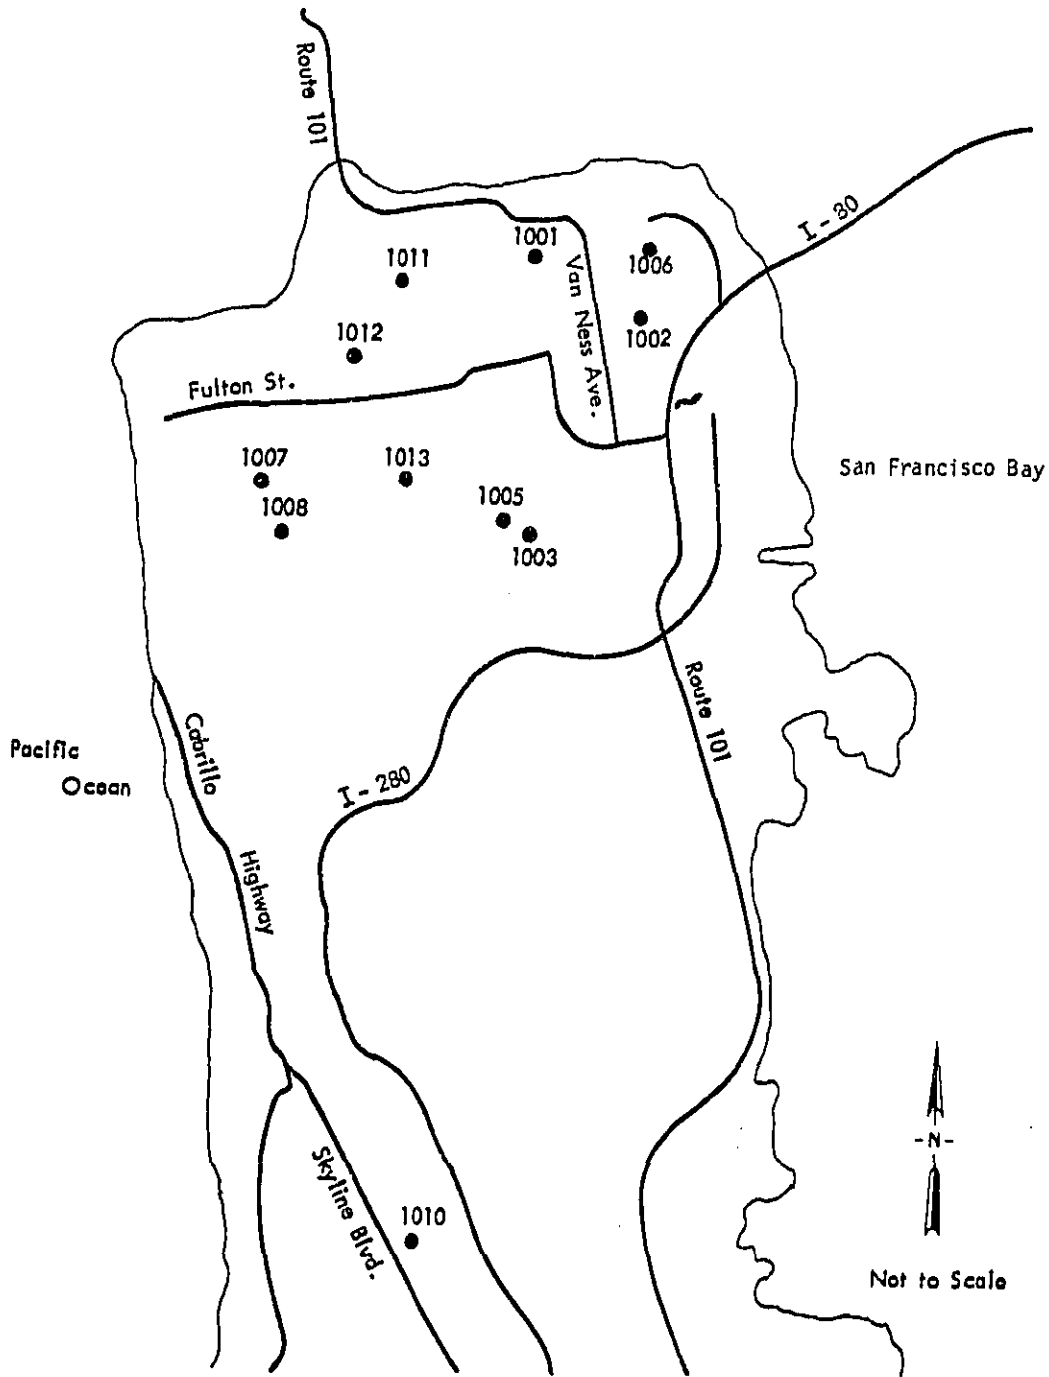 Route 101
I-80
1001
1006
1011
Van Ness Ave.
1002
1012
Fulton St.
1007
1013
San Francisco Bay
1005
1008
1003
Route 101
Cabrillo
Highway
Pacific
Ocean
I-280
-N-
Skyline Blvd.
1010
Not to Scale